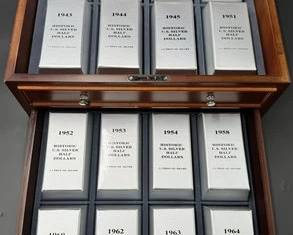 1943
HISTORIC
U.S. SILVER
HALF
DOLLARS
1944
HISTORIC
U.S. SILVER
HALF
DOLLARS
1945
HISTORIC
U.S. SILVER
HALF
DOLLARS
1951
HISTORIC
U.S. SILVER
HALF
DOLLARS
1952
HISTORIC
U.S. SILVER
HALF
DOLLARS
1953
HISTORIC
U.S. SILVER
HALF
DOLLARS
1954
HISTORIC
U.S. SILVER
HALF
DOLLARS
1958
HISTORIC
U.S. SILVER
HALF
DOLLARS
1962
1963
1964